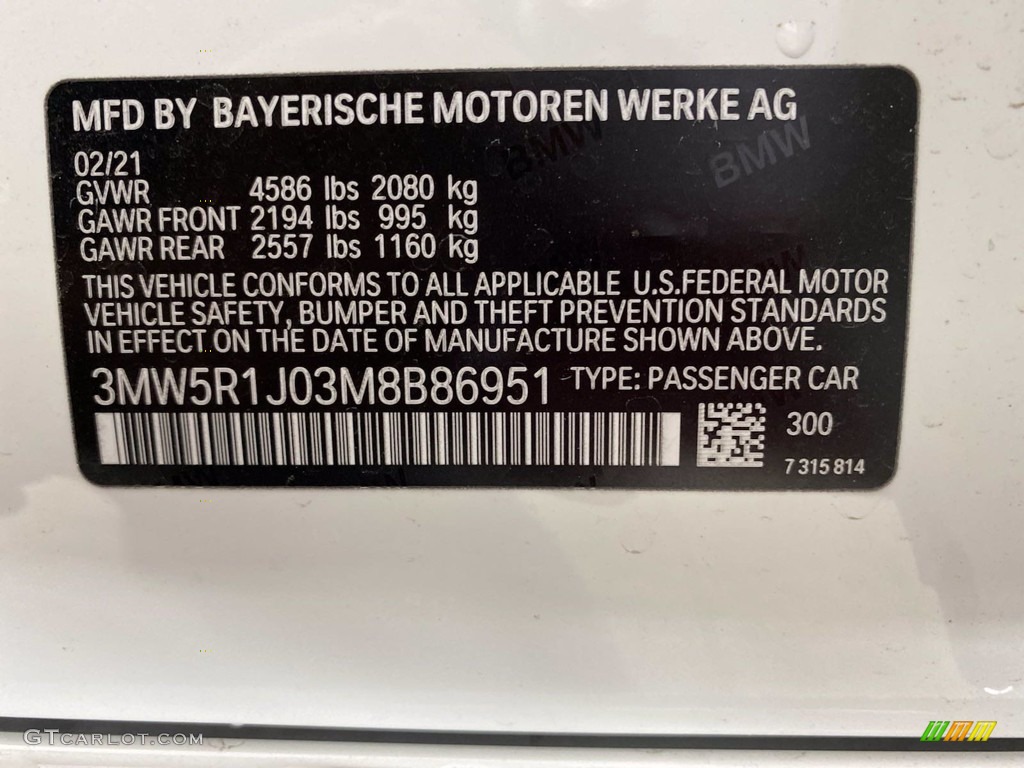 MFD BY BAYERISCHE MOTOREN WERKE AG
BMW BMW
02/21
GVWR 4586 lbs 2080 kg
GAWR FRONT 2194 lbs 995 kg
GAWR REAR 2557 lbs 1160 kg
THIS VEHICLE CONFORMS TO ALL APPLICABLE U.S.FEDERAL MOTOR
VEHICLE SAFETY, BUMPER AND THEFT PREVENTION STANDARDS
IN EFFECT ON THE DATE OF MANUFACTURE SHOWN ABOVE.
3MW5R1J03M8B86951 TYPE: PASSENGER CAR
300
7 315 814
GTcarlot.com